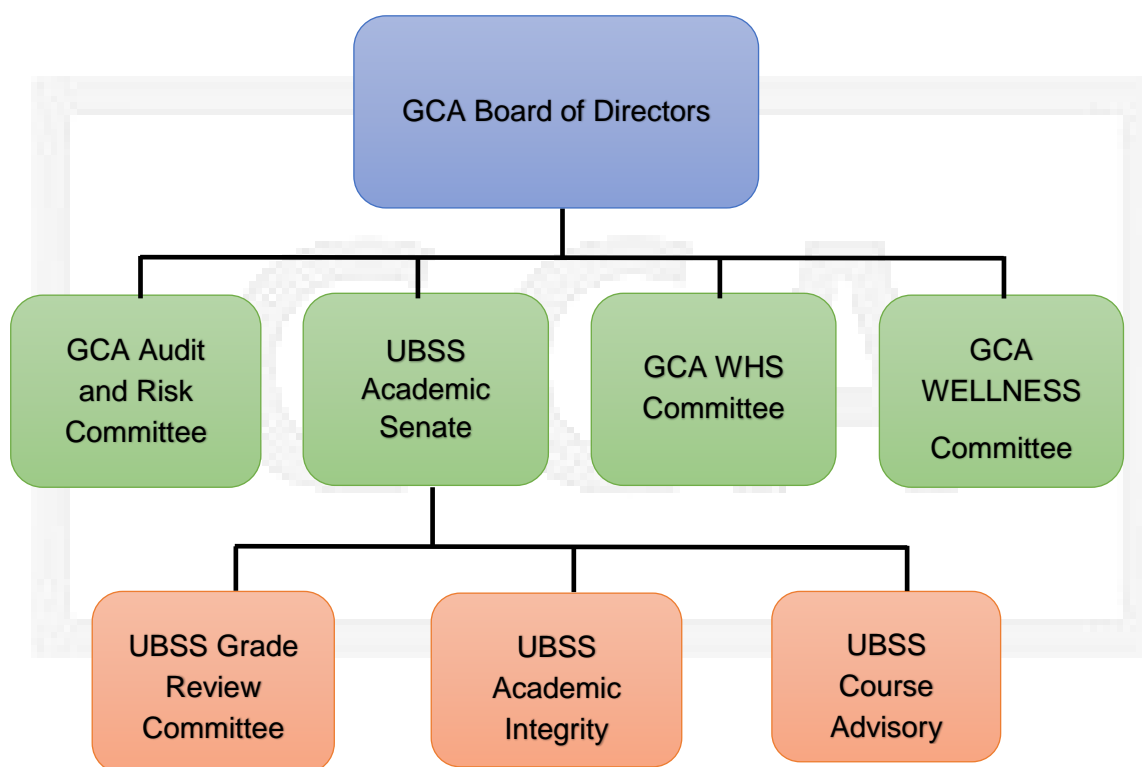 GCA Board of Directors
GCA Audit
and Risk
Committee
UBSS
Academic
Senate
GCA WHS
Committee
GCA
WELLNESS
Committee
UBSS Grade
Review
Committee
UBSS
Academic
Integrity
UBSS
Course
Advisory